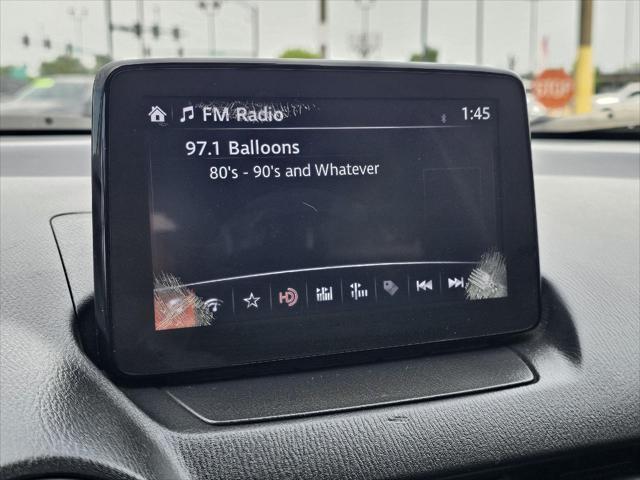 FM Radio
1:45
97.1 Balloons
80's - 90's and Whatever
HD
STOP